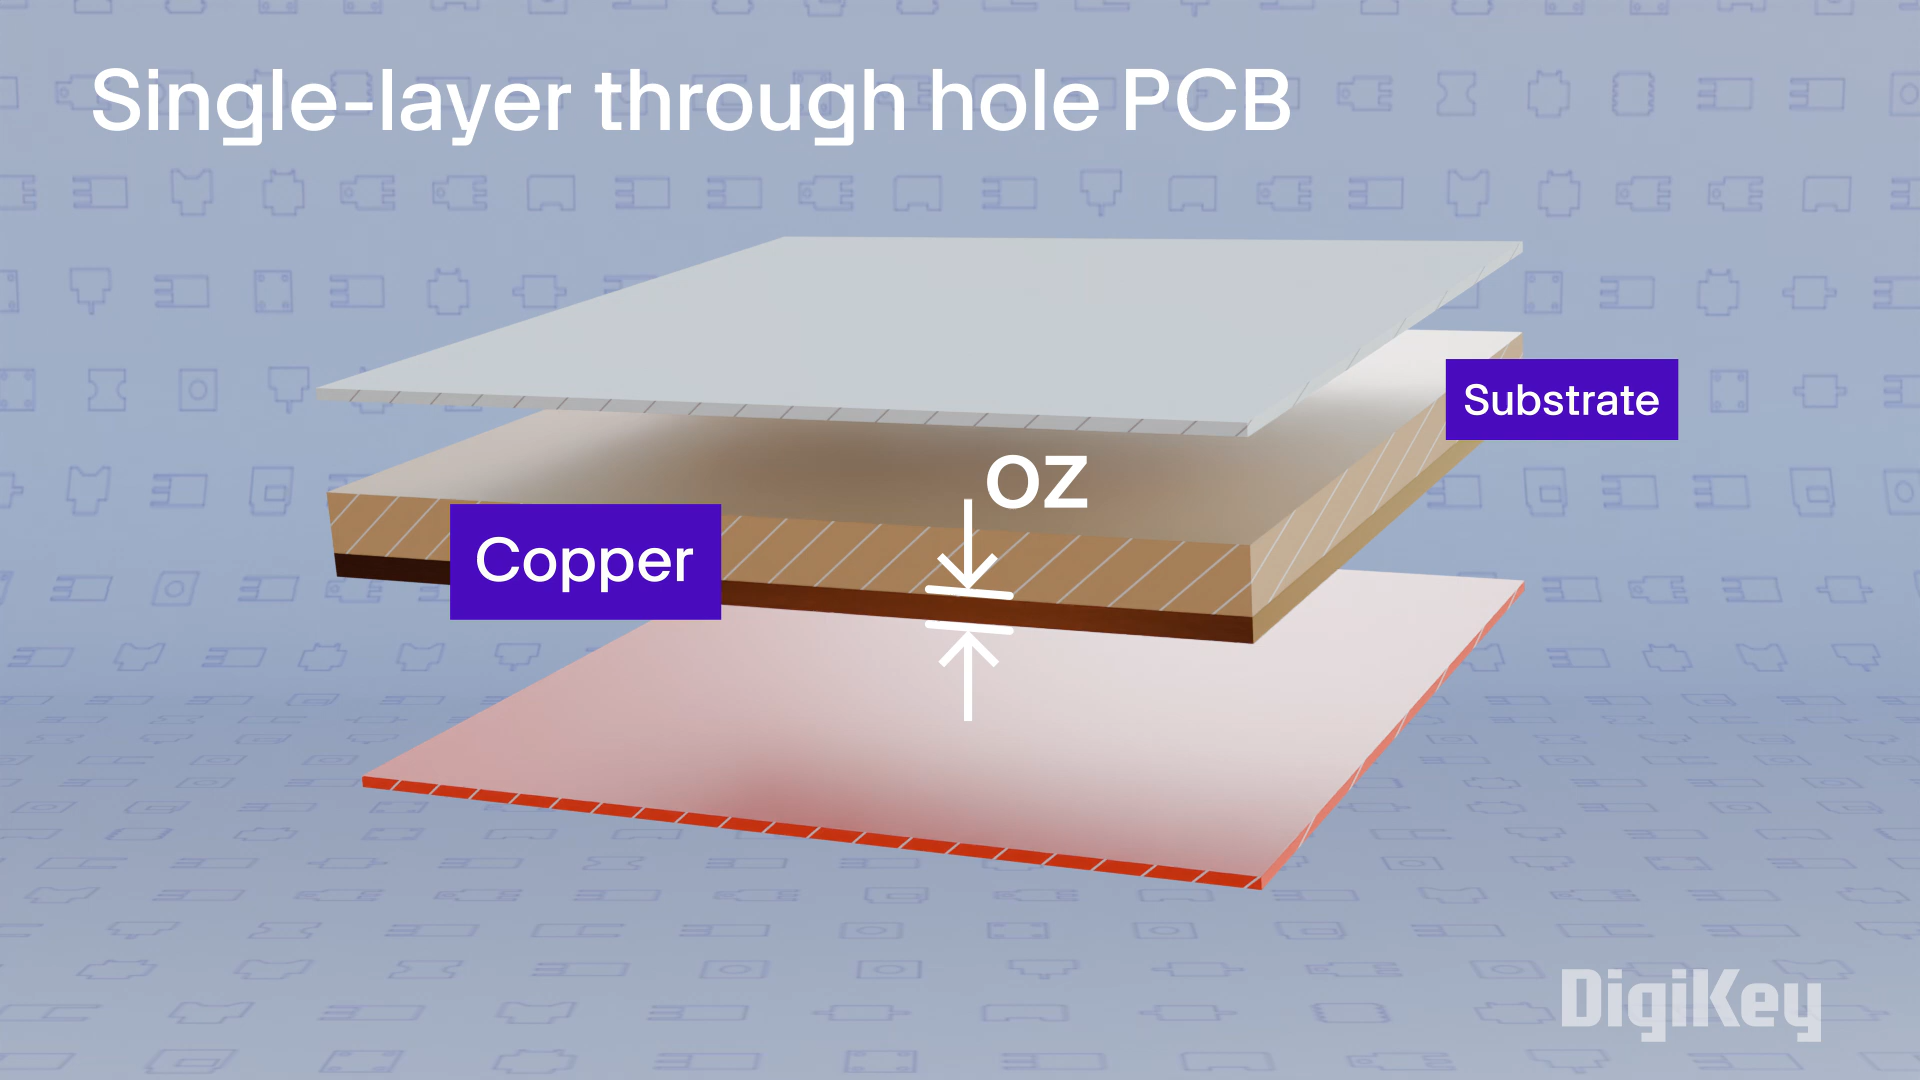 Single-layer through hole PCB
Substrate
OZ
Copper
DigiKey